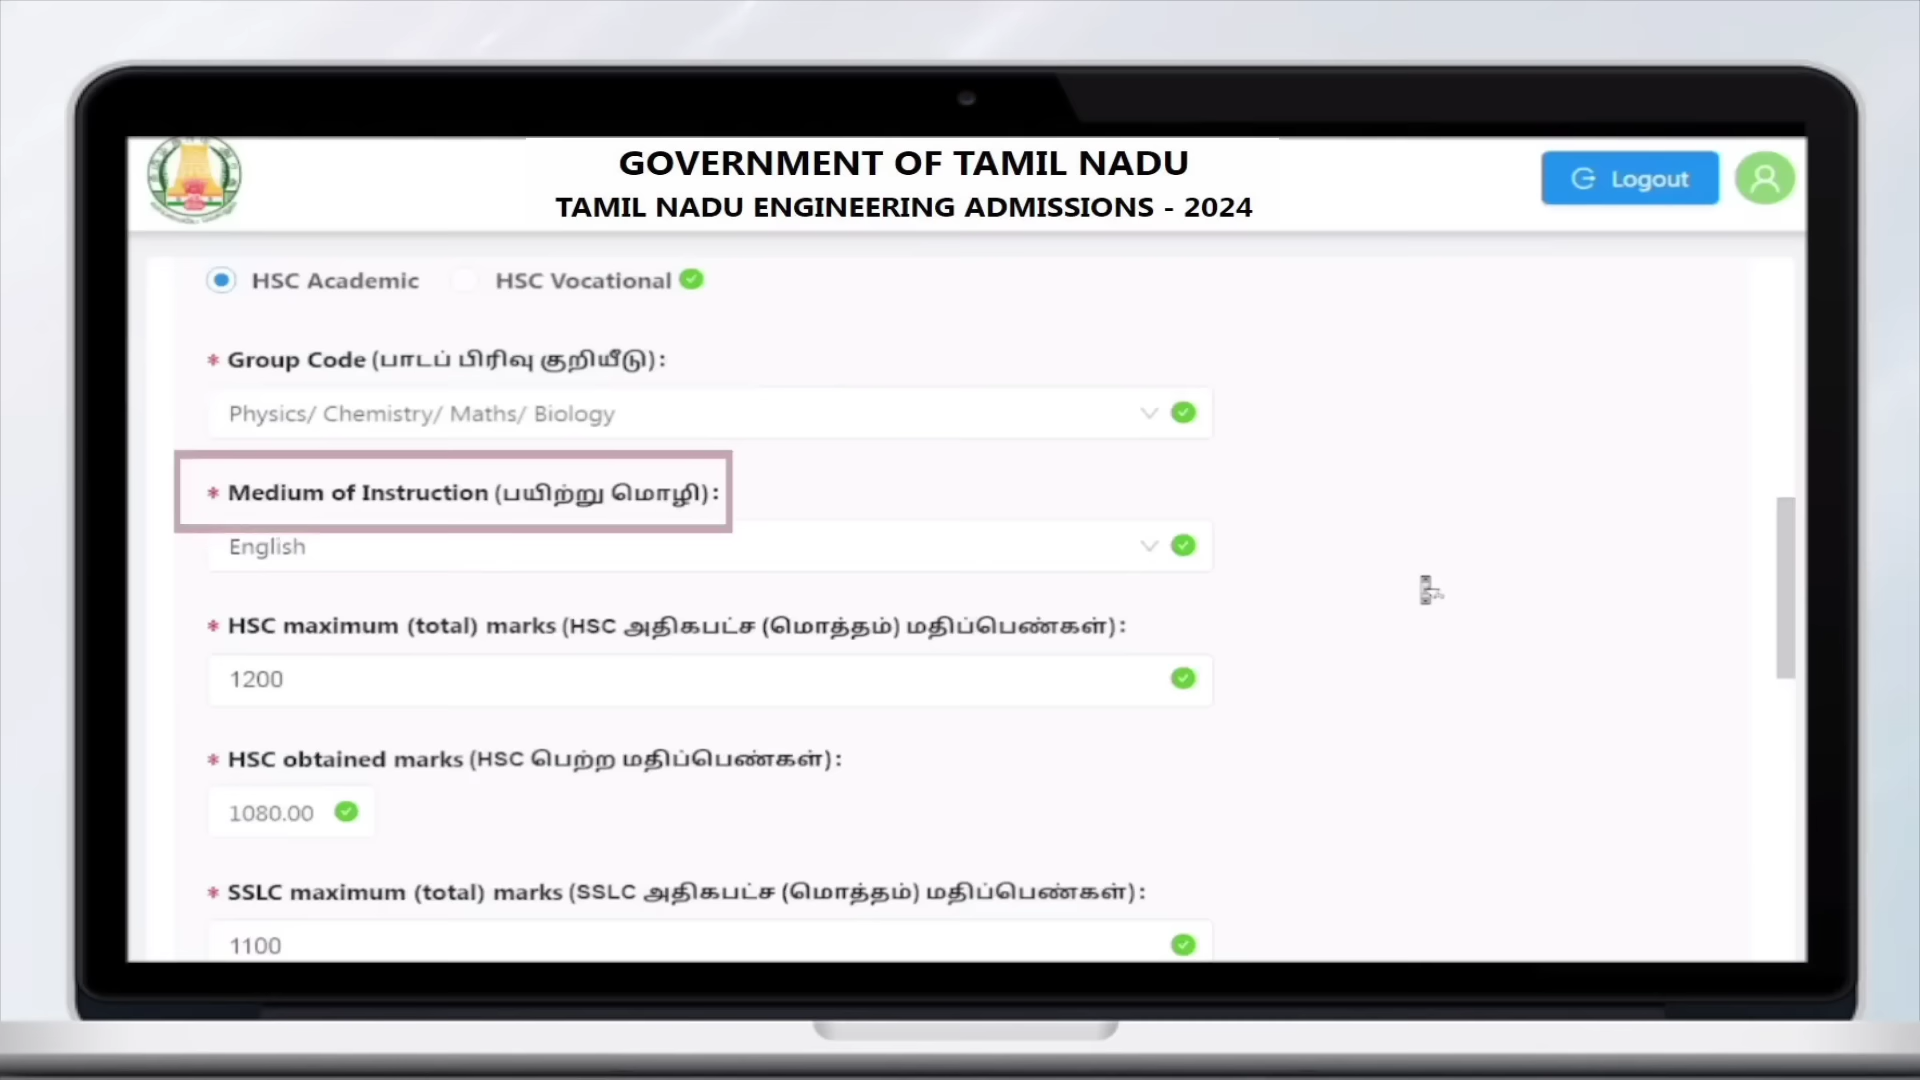 GOVERNMENT OF TAMIL NADU
TAMIL NADU ENGINEERING ADMISSIONS - 2024
Logout
HSC Academic HSC Vocational
* Group Code (பாடப் பிரிவு குறியீடு):
Physics/ Chemistry/ Maths/ Biology
* Medium of Instruction (பயிற்று மொழி):
English
* HSC maximum (total) marks (HSC அதிகபட்ச (மொத்தம்) மதிப்பெண்கள்):
1200
* HSC obtained marks (HSC பெற்ற மதிப்பெண்கள்):
1080.00
* SSLC maximum (total) marks (SSLC அதிகபட்ச (மொத்தம்) மதிப்பெண்கள்):
1100